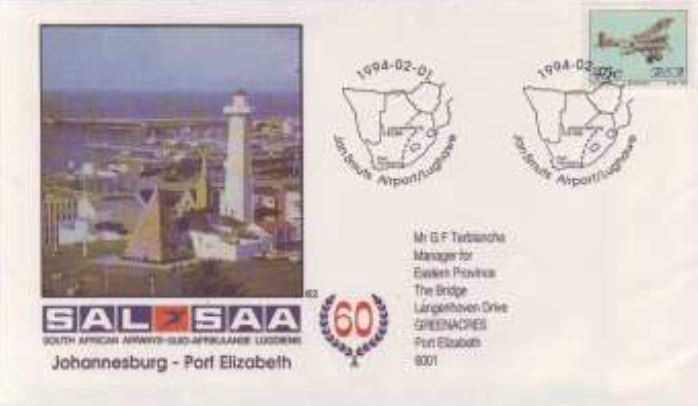 1994-02-01
Jan Smuts Airport/Lughawe
1994-02-01
Jan Smuts Airport/Lughawe
RSA
Mr G F Terblanche
Manager for
Eastern Province
The Bridge
Langenhoven Drive
GREENACRES
Port Elizabeth
6001
62
SAL SAA
SOUTH AFRICAN AIRWAYS-SUID-AFRIKAANSE LUGDIENS
60
Johannesburg - Port Elizabeth